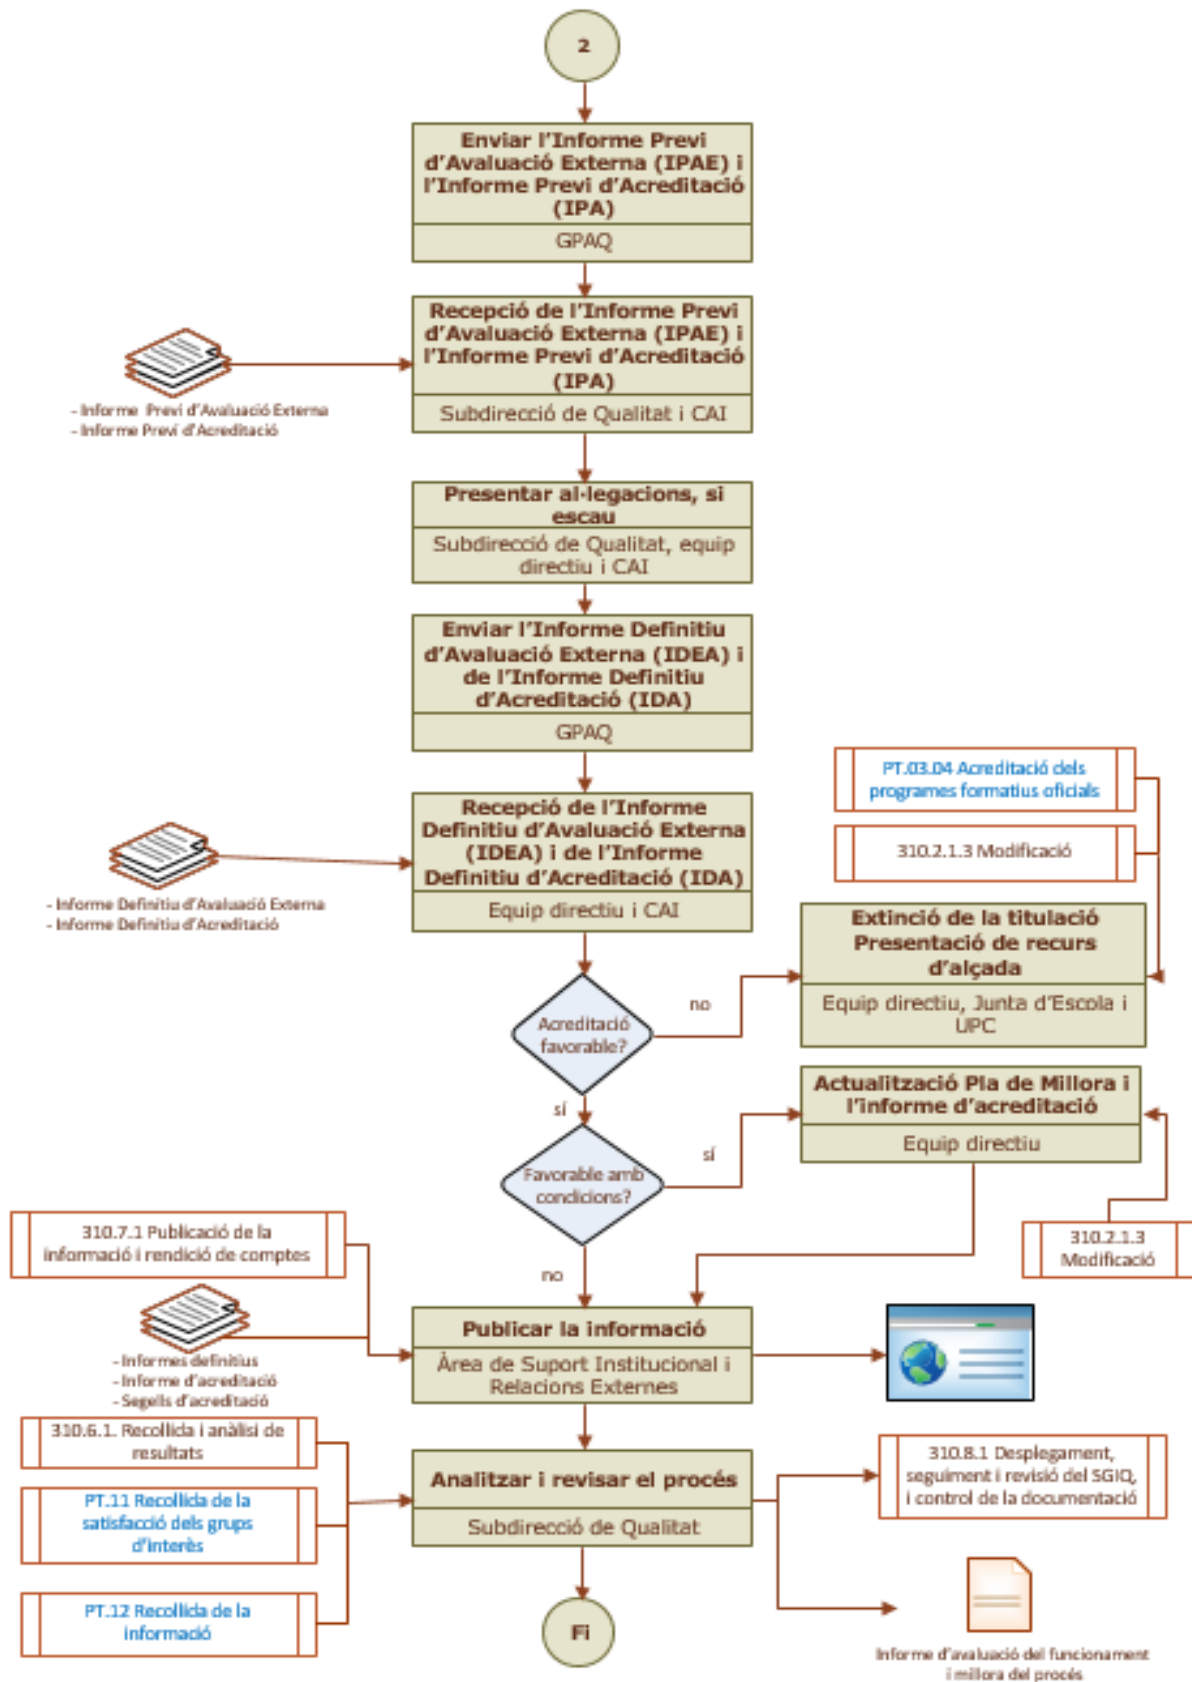 2
Enviar l'Informe Previ
d'Avaluació Externa (IPAE) i
l'Informe Previ d'Acreditació
(IPA)
GPAQ
Recepció de l'Informe Previ
d'Avaluació Externa (IPAE) i
l'Informe Previ d'Acreditació
(IPA)
Subdirecció de Qualitat i CAI
- Informe Previ d'Avaluació Externa
- Informe Previ d'Acreditació
Presentar al·legacions, si
escau
Subdirecció de Qualitat, equip
directiu i CAI
Enviar l'Informe Definitiu
d'Avaluació Externa (IDEA) i
de l'Informe Definitiu
d'Acreditació (IDA)
GPAQ
PT.03.04 Acreditació dels
programes formatius oficials
310.2.1.3 Modificació
Recepció de l'Informe
Definitiu d'Avaluació Externa
(IDEA) i de l'Informe
Definitiu d'Acreditació (IDA)
Equip directiu i CAI
- Informe Definitiu d'Avaluació Externa
- Informe Definitiu d'Acreditació
Extinció de la titulació
Presentació de recurs
d'alçada
Equip directiu, Junta d'Escola i
UPC
no
Acreditació
favorable?
sí
Actualització Pla de Millora i
l'informe d'acreditació
Equip directiu
sí
Favorable amb
condicions?
no
310.2.1.3
Modificació
310.7.1 Publicació de la
informació i rendició de comptes
- Informes definitius
- Informe d'acreditació
- Segells d'acreditació
Publicar la informació
Àrea de Suport Institucional i
Relacions Externes
310.6.1. Recollida i anàlisi de
resultats
PT.11 Recollida de la
satisfacció dels grups
d'interès
PT.12 Recollida de la
informació
Analitzar i revisar el procés
Subdirecció de Qualitat
310.8.1 Desplegament,
seguiment i revisió del SGIQ,
i control de la documentació
Fi
Informe d'avaluació del funcionament
i millora del procés